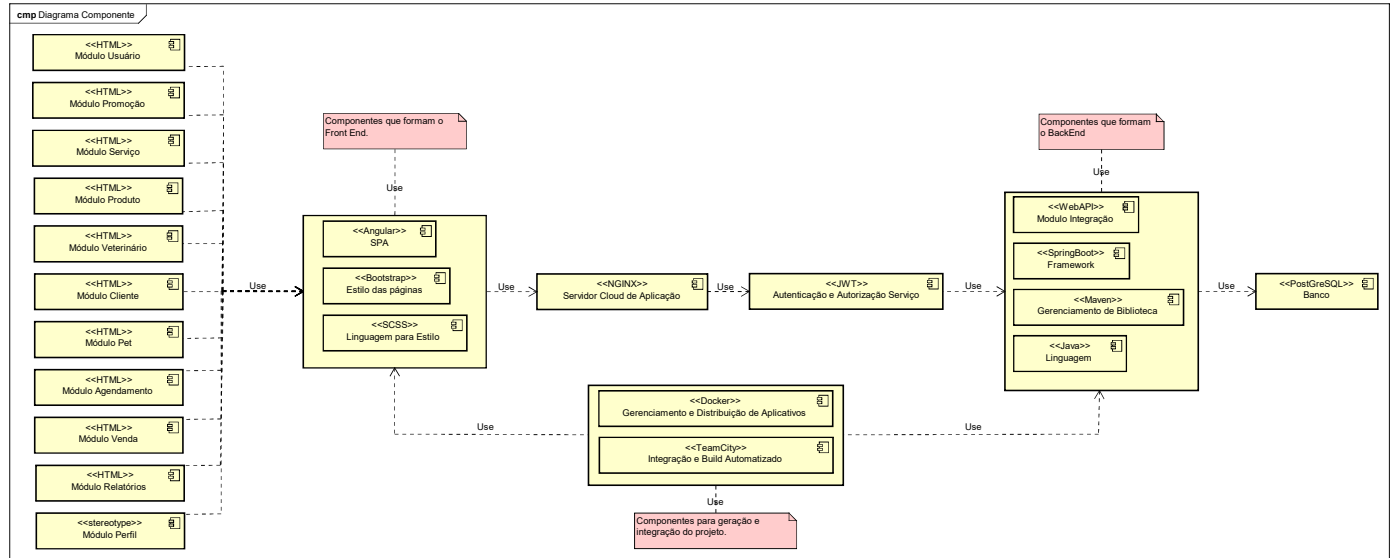 cmp Diagrama Componente
<<HTML>>
Módulo Usuário
<<HTML>>
Módulo Promoção
<<HTML>>
Módulo Serviço
<<HTML>>
Módulo Produto
<<HTML>>
Módulo Veterinário
<<HTML>>
Módulo Cliente
<<HTML>>
Módulo Pet
<<HTML>>
Módulo Agendamento
<<HTML>>
Módulo Venda
<<HTML>>
Módulo Relatórios
<<stereotype>>
Módulo Perfil
Use
Componentes que formam o
Front End.
Use
<<Angular>>
SPA
<<Bootstrap>>
Estilo das páginas
<<SCSS>>
Linguagem para Estilo
Use
<<NGINX>>
Servidor Cloud de Aplicação
Use
<<JWT>>
Autenticação e Autorização Serviço
Use
Componentes que formam
o BackEnd
Use
<<WebAPI>>
Modulo Integração
<<SpringBoot>>
Framework
<<Maven>>
Gerenciamento de Biblioteca
<<Java>>
Linguagem
Use
<<PostGreSQL>>
Banco
Use
<<Docker>>
Gerenciamento e Distribuição de Aplicativos
<<TeamCity>>
Integração e Build Automatizado
Use
Use
Componentes para geração e
integração do projeto.